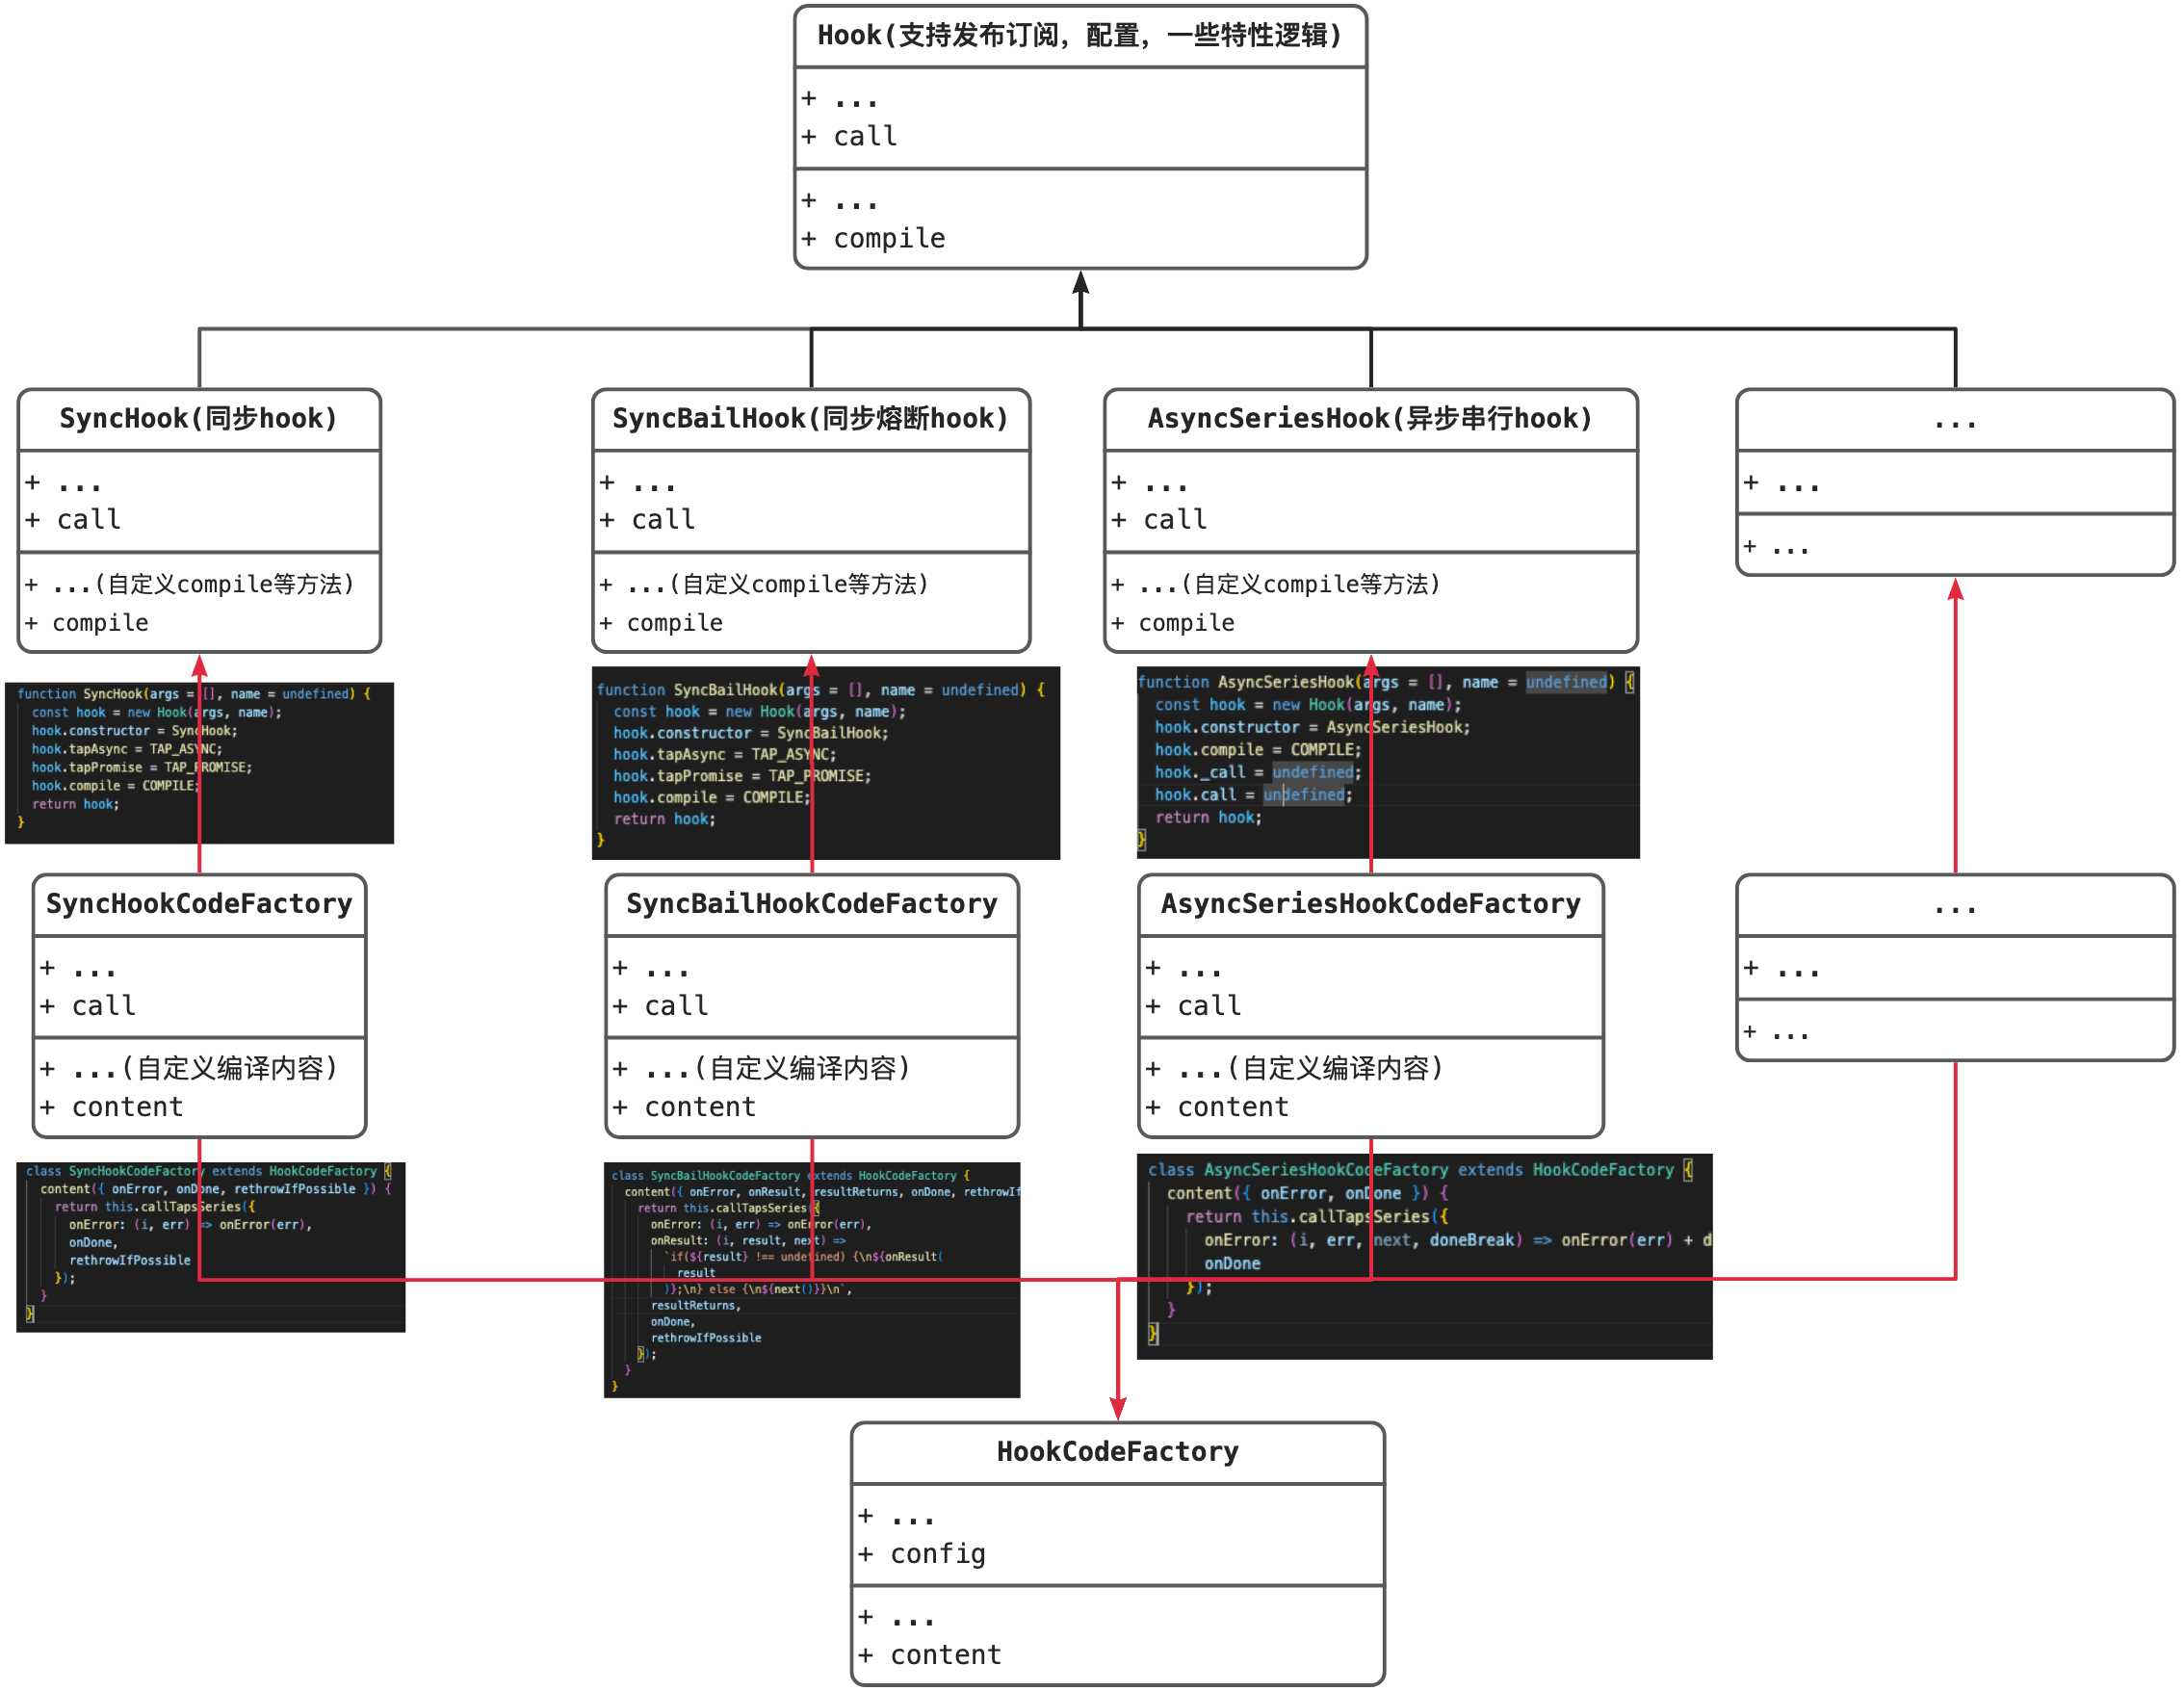 Hook(支持发布订阅，配置，一些特性逻辑)
+ ...
+ call
+ ...
+ compile
SyncHook(同步hook)
+ ...
+ call
+ ...(自定义compile等方法)
+ compile
SyncBailHook(同步熔断hook)
+ ...
+ call
+ ...(自定义compile等方法)
+ compile
AsyncSeriesHook(异步串行hook)
+ ...
+ call
+ ...(自定义compile等方法)
+ compile
...
+ ...
+ ...
function SyncHook(args = [], name = undefined) {
const hook = new Hook(args, name);
hook.constructor = SyncHook;
hook.tapAsync = TAP_ASYNC;
hook.tapPromise = TAP_PROMISE;
hook.compile = COMPILE;
return hook;
}
function SyncBailHook(args = [], name = undefined) {
const hook = new Hook(args, name);
hook.constructor = SyncBailHook;
hook.tapAsync = TAP_ASYNC;
hook.tapPromise = TAP_PROMISE;
hook.compile = COMPILE;
return hook;
}
function AsyncSeriesHook(args = [], name = undefined) {
const hook = new Hook(args, name);
hook.constructor = AsyncSeriesHook;
hook.compile = COMPILE;
hook._call = undefined;
hook.call = undefined;
return hook;
}
SyncHookCodeFactory
+ ...
+ call
+ ...(自定义编译内容)
+ content
SyncBailHookCodeFactory
+ ...
+ call
+ ...(自定义编译内容)
+ content
AsyncSeriesHookCodeFactory
+ ...
+ call
+ ...(自定义编译内容)
+ content
...
+ ...
+ ...
class SyncHookCodeFactory extends HookCodeFactory {
content({ onError, onDone, rethrowIfPossible }) {
return this.callTapsSeries({
onError: (i, err) => onError(err),
onDone,
rethrowIfPossible
});
}
}
class SyncBailHookCodeFactory extends HookCodeFactory {
content({ onError, onResult, resultReturns, onDone, rethrowIf
return this.callTapsSeries({
onError: (i, err) => onError(err),
onResult: (i, result, next) =>
`if(${result} !== undefined) {\n${onResult(
result
)};\n} else {\n${next()}}\n`,
resultReturns,
onDone,
rethrowIfPossible
});
}
}
class AsyncSeriesHookCodeFactory extends HookCodeFactory {
content({ onError, onDone }) {
return this.callTapsSeries({
onError: (i, err, next, doneBreak) => onError(err) + d
onDone
});
}
}
HookCodeFactory
+ ...
+ config
+ ...
+ content